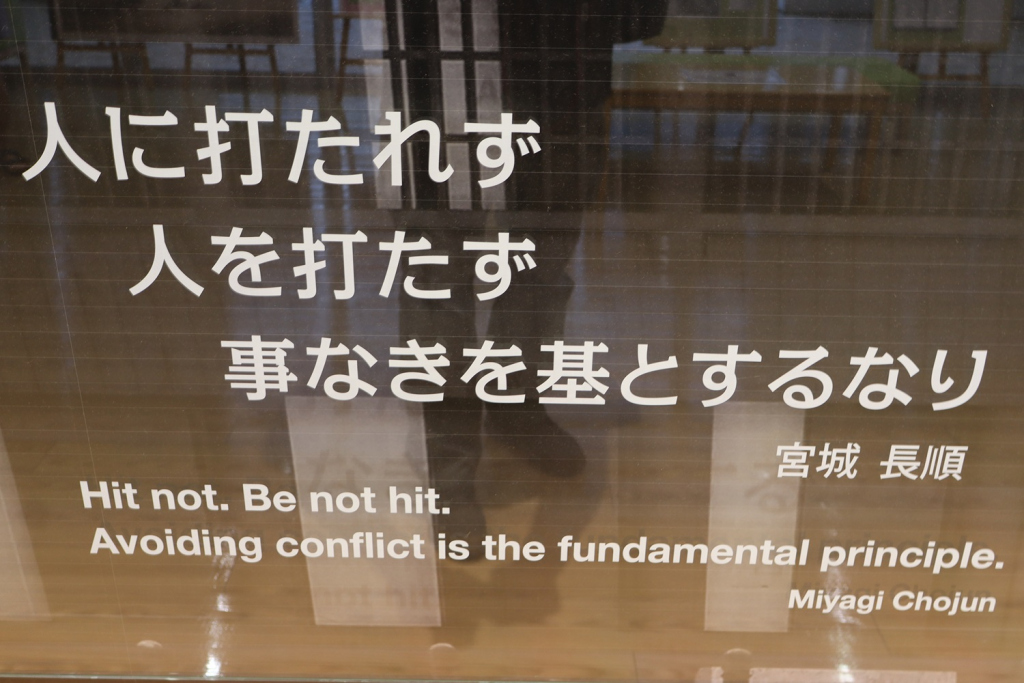 人に打たれず
人を打たず
事なきを基とするなり
宮城 長順
Hit not. Be not hit.
Avoiding conflict is the fundamental principle.
Miyagi Chojun